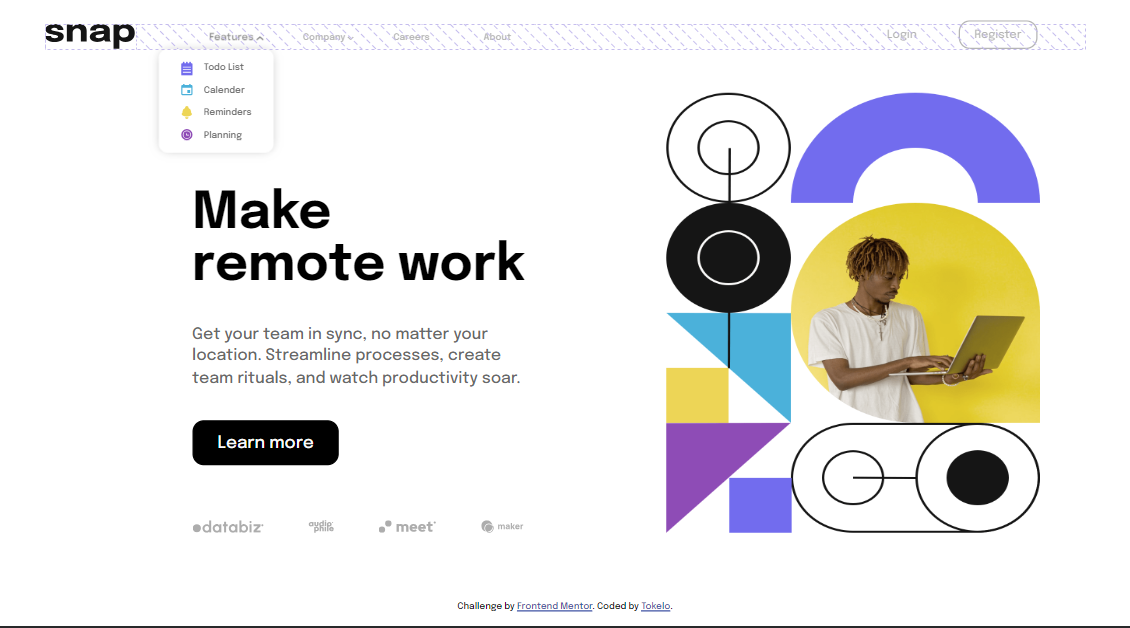 snap
Features
Company
Careers
About
Login
Register
Todo List
Calender
Reminders
Planning
Make
remote work
Get your team in sync, no matter your
location. Streamline processes, create
team rituals, and watch productivity soar.
Learn more
databiz
audiophile
meet
maker
Challenge by Frontend Mentor. Coded by Tokelo.